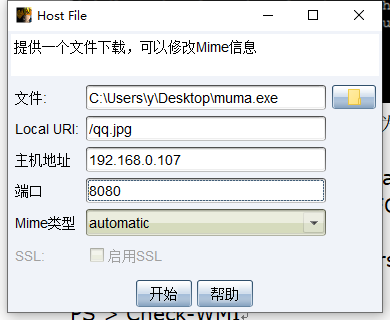 Host File
提供一个文件下载，可以修改Mime信息
文件: C:\Users\y\Desktop\muma.exe
Local URI: /qq.jpg
主机地址 192.168.0.107
端口 8080
Mime类型 automatic
SSL: 启用SSL
开始 帮助
PS > Check-WMI